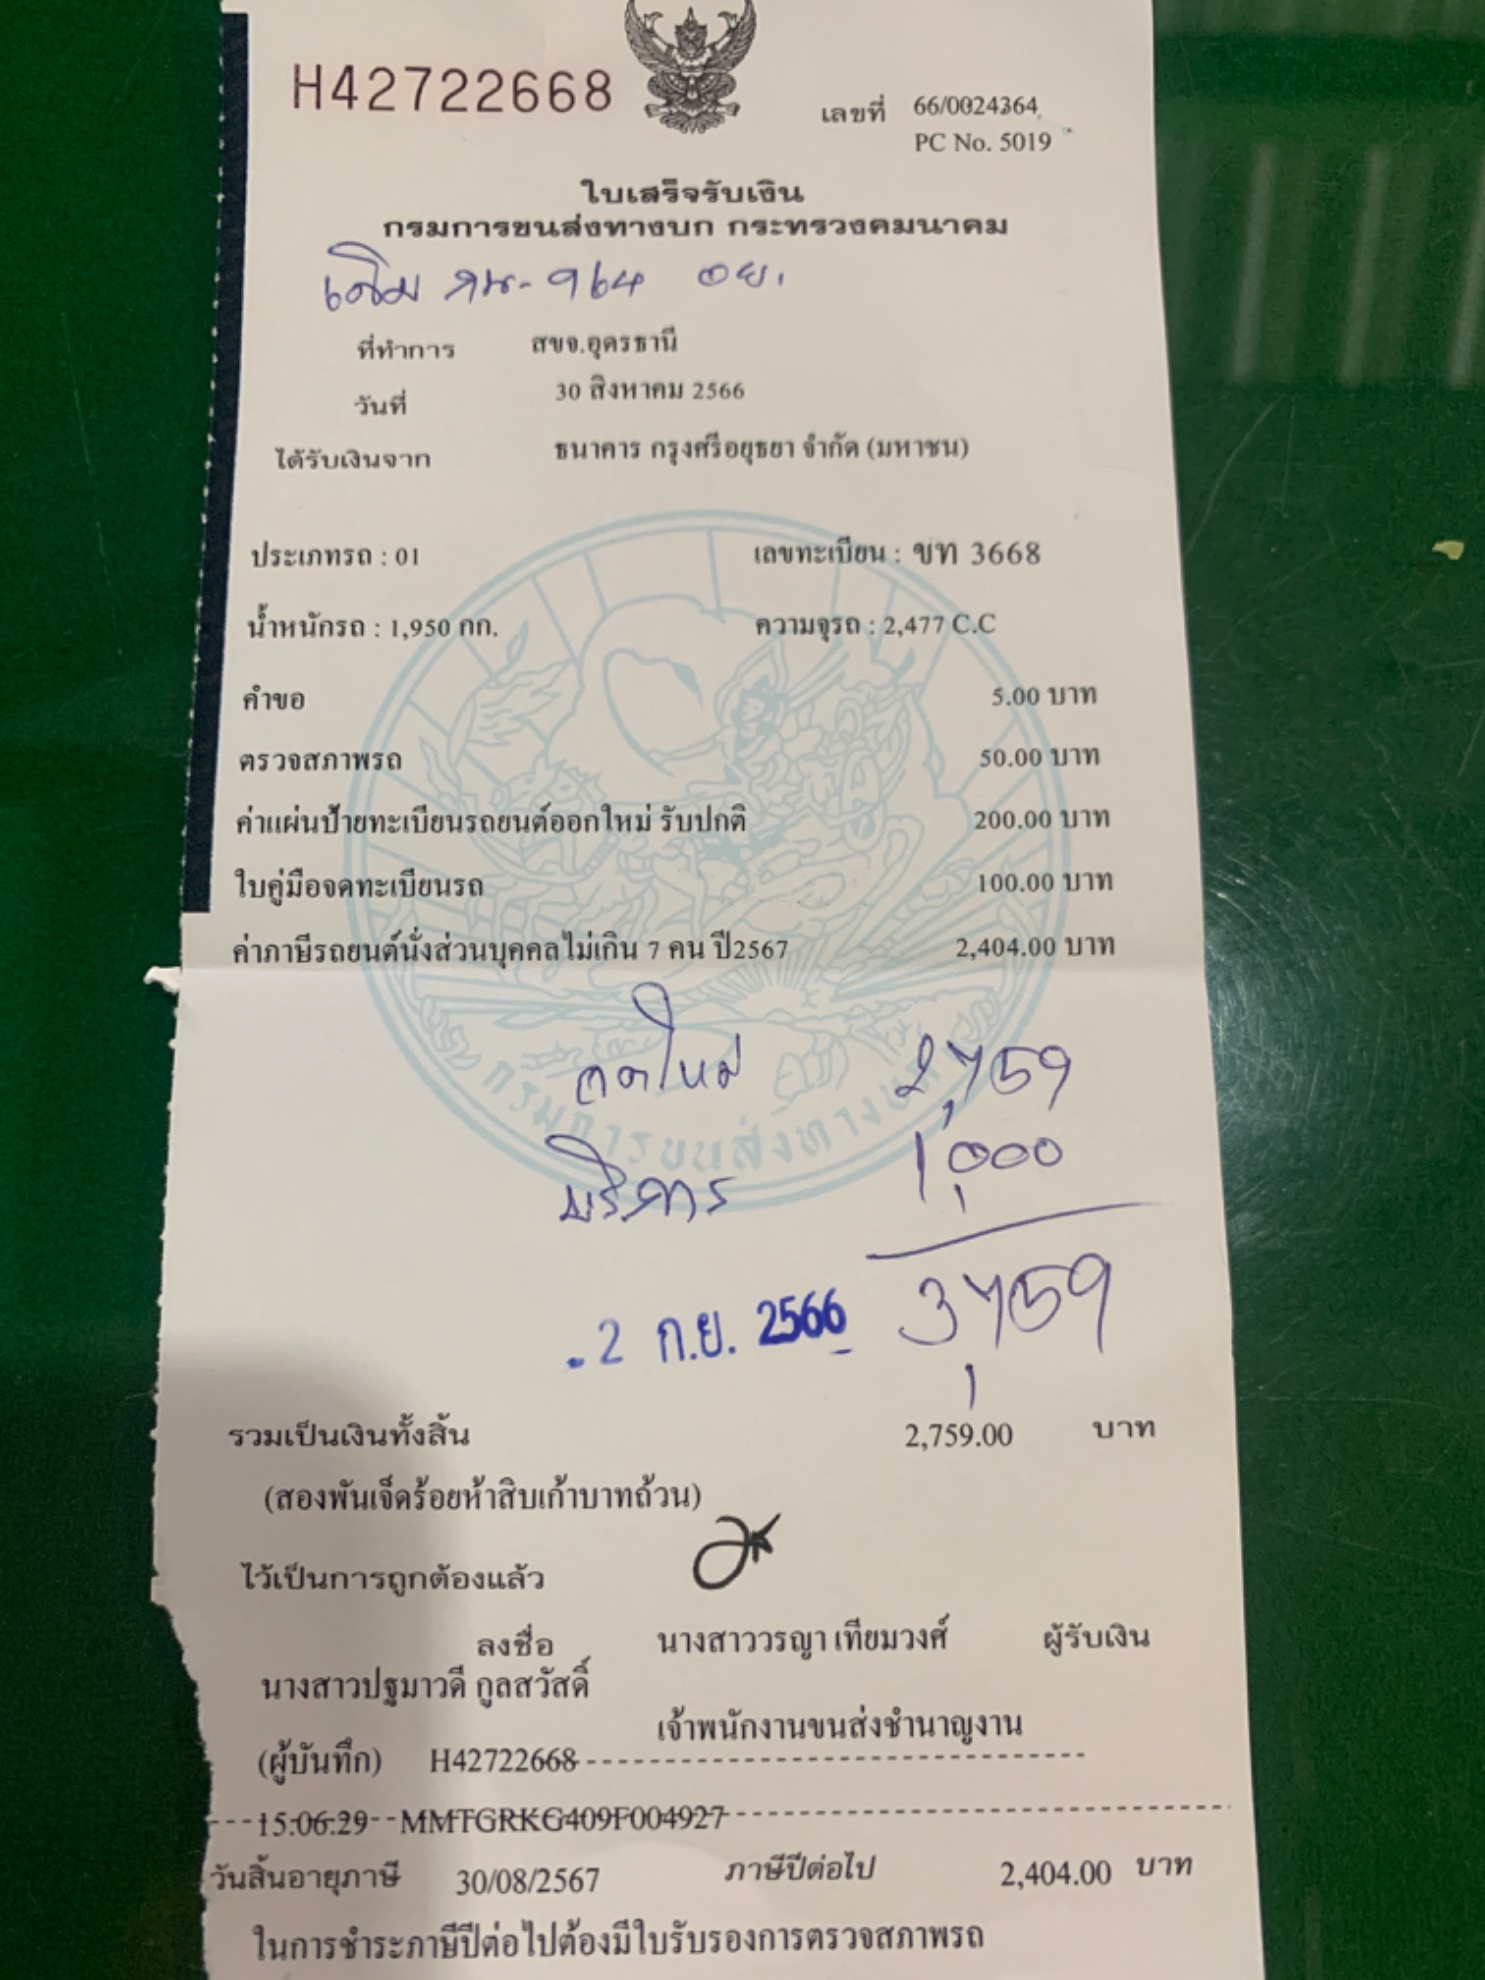 H42722668
เลขที่ 66/0024364
PC No. 5019
ใบเสร็จรับเงิน
กรมการขนส่งทางบก กระทรวงคมนาคม
เดิม กน-964 อย.
ที่ทำการ สขจ.อุดรธานี
วันที่ 30 สิงหาคม 2566
ได้รับเงินจาก ธนาคาร กรุงศรีอยุธยา จำกัด (มหาชน)
ประเภทรถ : 01 เลขทะเบียน : ขท 3668
น้ำหนักรถ : 1,950 กก. ความจุรถ : 2,477 C.C
คำขอ 5.00 บาท
ตรวจสภาพรถ 50.00 บาท
ค่าแผ่นป้ายทะเบียนรถยนต์ออกใหม่ รับปกติ 200.00 บาท
ใบคู่มือจดทะเบียนรถ 100.00 บาท
ค่าภาษีรถยนต์นั่งส่วนบุคคลไม่เกิน 7 คน ปี2567 2,404.00 บาท
จดใหม่ 2,759
กรมการขนส่งทางบก
บริการ 1,000
3,759
2 ก.ย. 2566
รวมเป็นเงินทั้งสิ้น 2,759.00 บาท
(สองพันเจ็ดร้อยห้าสิบเก้าบาทถ้วน)
ไว้เป็นการถูกต้องแล้ว
ลงชื่อ นางสาววรญา เทียมวงศ์ ผู้รับเงิน
นางสาวปฐมาวดี กูลสวัสดิ์
เจ้าพนักงานขนส่งชำนาญงาน
(ผู้บันทึก) H42722668
15:06:29 MMTGRKG409F004927
วันสิ้นอายุภาษี 30/08/2567 ภาษีปีต่อไป 2,404.00 บาท
ในการชำระภาษีปีต่อไปต้องมีใบรับรองการตรวจสภาพรถ